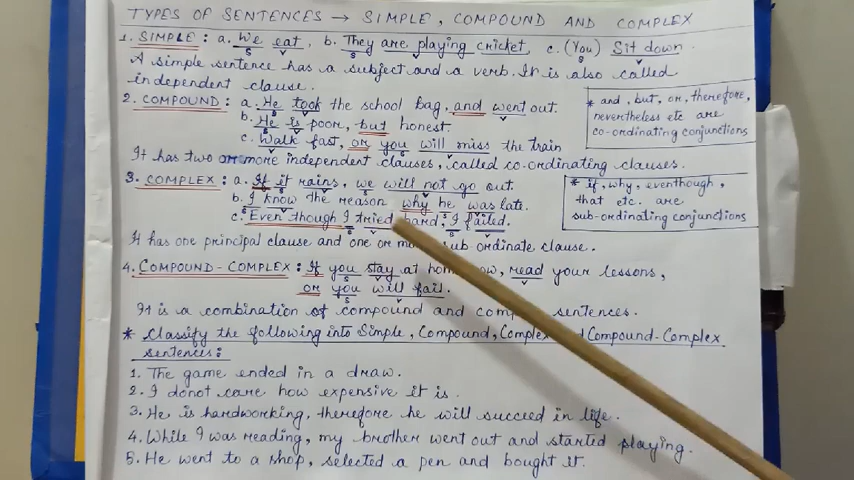 TYPES OF SENTENCES → SIMPLE, COMPOUND AND COMPLEX
1. SIMPLE : a. We eat, b. They are playing cricket, c. (You) Sit down.
S V S V S V
A simple sentence has a subject and a verb. It is also called
independent clause.
2. COMPOUND : a. He took the school bag, and went out.
S V V
b. He is poor, but honest.
S V
c. Walk fast, or you will miss the train
V S V
It has two or more independent clauses, called co-ordinating clauses.
* and, but, or, therefore,
nevertheless etc are
co-ordinating conjunctions
3. COMPLEX : a. If it rains, we will not go out.
S V S V
b. I know the reason why he was late.
S V S V
c. Even though I tried hard, I failed.
S V S V
It has one principal clause and one or sub-ordinate clause.
* if, why, eventhough,
that etc. are
sub-ordinating conjunctions
4. COMPOUND-COMPLEX : If you stay at now, read your lessons,
S V V
or you will fail.
S V
It is a combination of compound and sentences.
* Classify the following into Simple, Compound, Complex Compound-Complex
sentences :
1. The game ended in a draw.
2. I donot care how expensive it is.
3. He is hardworking, therefore he will succeed in life.
4. While I was reading, my brother went out and started playing.
5. He went to a shop, selected a pen and bought it.